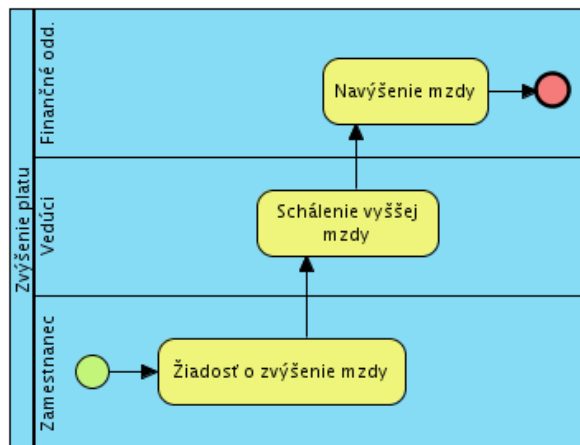 Zvýšenie platu
Finančné odd.
Navýšenie mzdy
Vedúci
Schálenie vyššej
mzdy
Zamestnanec
Žiadosť o zvýšenie mzdy